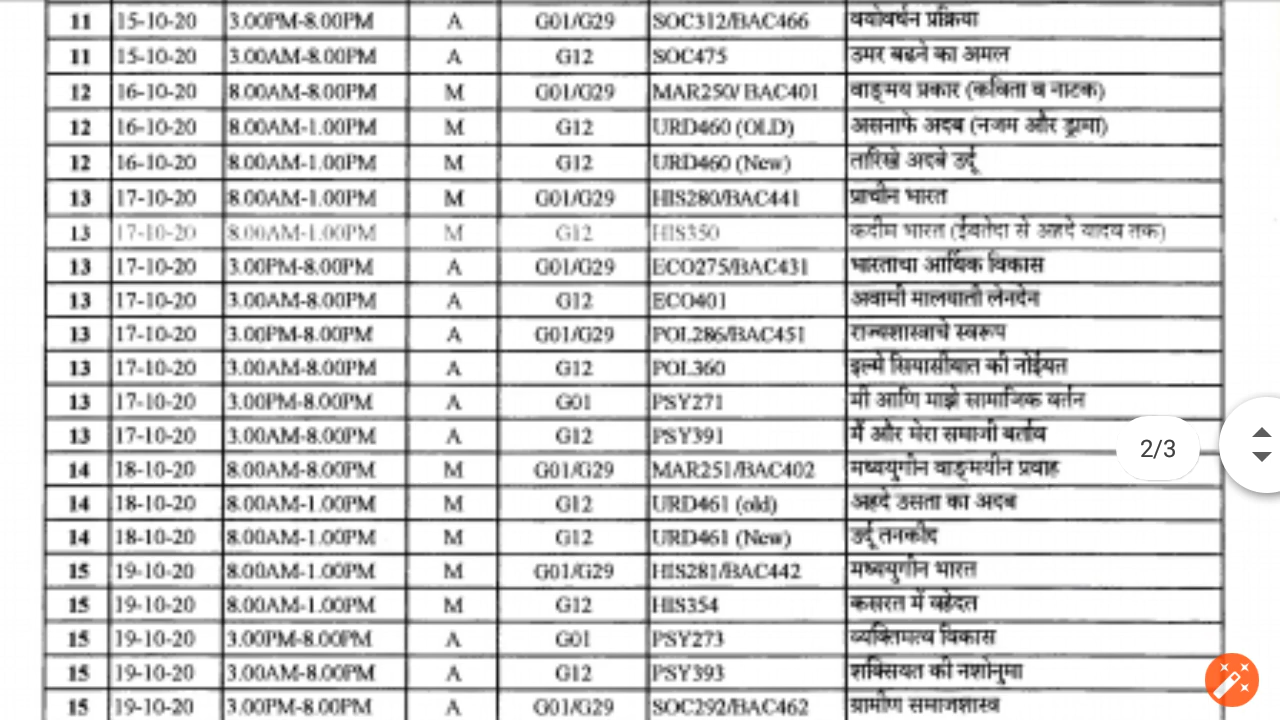 11 15-10-20 3.00PM-8.00PM A G01/G29 SOC312/BAC466 वयोवर्धन प्रक्रिया
11 15-10-20 3.00AM-8.00PM A G12 SOC475 उमर बढने का अमल
12 16-10-20 8.00AM-8.00PM M G01/G29 MAR250/ BAC401 वाङ्मय प्रकार (कविता व नाटक)
12 16-10-20 8.00AM-1.00PM M G12 URD460 (OLD) असनाफे अदब (नजम और ड्रामा)
12 16-10-20 8.00AM-1.00PM M G12 URD460 (New) तारिखे अदबे उर्दू
13 17-10-20 8.00AM-1.00PM M G01/G29 HIS280/BAC441 प्राचीन भारत
13 17-10-20 8.00AM-1.00PM M G12 HIS350 कदीम भारत (ईबतेदा से अहदे यादव तक)
13 17-10-20 3.00PM-8.00PM A G01/G29 ECO275/BAC431 भारताचा आर्थिक विकास
13 17-10-20 3.00AM-8.00PM A G12 ECO401 अवामी मालयाती लेनदेन
13 17-10-20 3.00PM-8.00PM A G01/G29 POL286/BAC451 राज्यशास्त्राचे स्वरूप
13 17-10-20 3.00AM-8.00PM A G12 POL360 इल्मे सियासीयात की नोईयत
13 17-10-20 3.00PM-8.00PM A G01 PSY271 मी आणि माझे सामाजिक वर्तन
13 17-10-20 3.00AM-8.00PM A G12 PSY391 मैं और मेरा समाजी बर्ताव
14 18-10-20 8.00AM-8.00PM M G01/G29 MAR251/BAC402 मध्ययुगीन वाङ्मयीन प्रवाह
14 18-10-20 8.00AM-1.00PM M G12 URD461 (old) अहदे उसता का अदब
14 18-10-20 8.00AM-1.00PM M G12 URD461 (New) उर्दू तनकीद
15 19-10-20 8.00AM-1.00PM M G01/G29 HIS281/BAC442 मध्ययुगीन भारत
15 19-10-20 8.00AM-1.00PM M G12 HIS354 कसरत में वहेदत
15 19-10-20 3.00PM-8.00PM A G01 PSY273 व्यक्तिमत्व विकास
15 19-10-20 3.00AM-8.00PM A G12 PSY393 शक्सियत की नशोनुमा
15 19-10-20 3.00PM-8.00PM A G01/G29 SOC292/BAC462 ग्रामीण समाजशास्त्र
2/3